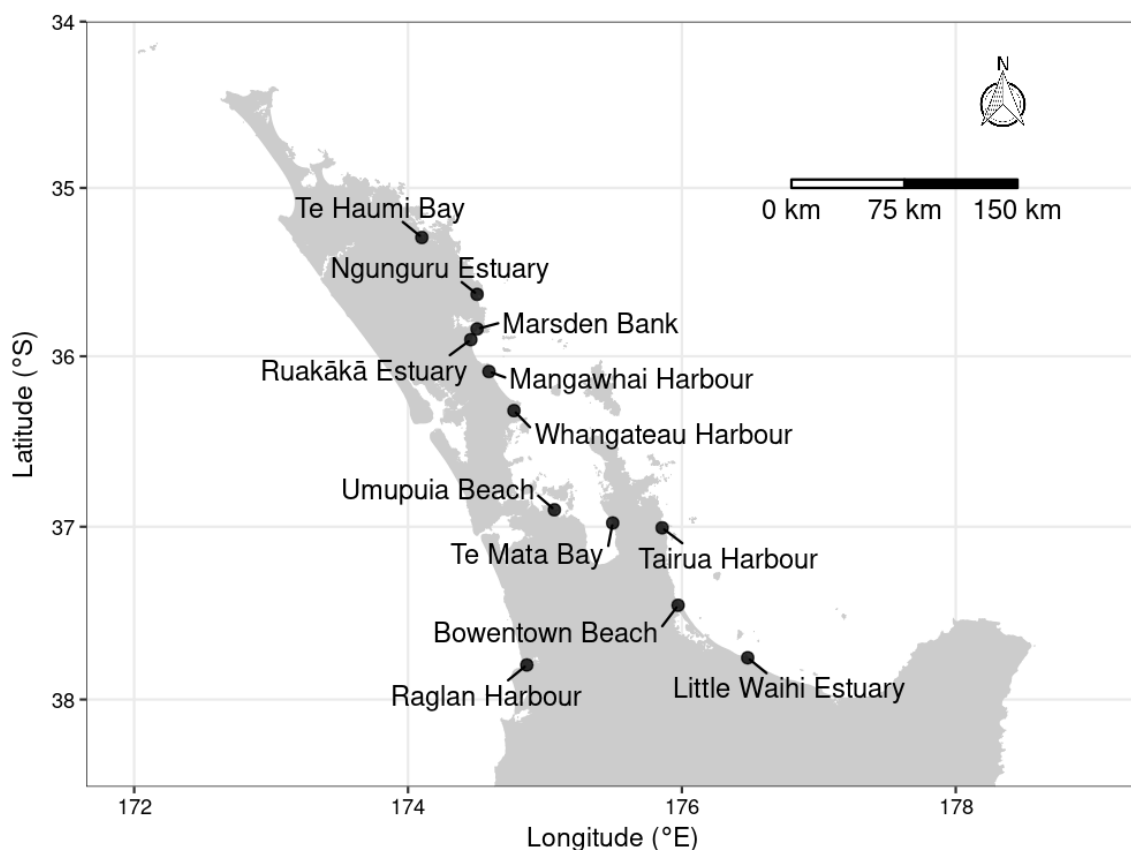 34
N
35
0 km 75 km 150 km
Te Haumi Bay
Ngunguru Estuary
Marsden Bank
36
Ruakākā Estuary
Mangawhai Harbour
Whangateau Harbour
Latitude (°S)
Umupuia Beach
37
Te Mata Bay
Tairua Harbour
Bowentown Beach
Little Waihi Estuary
Raglan Harbour
38
172 174 176 178
Longitude (°E)